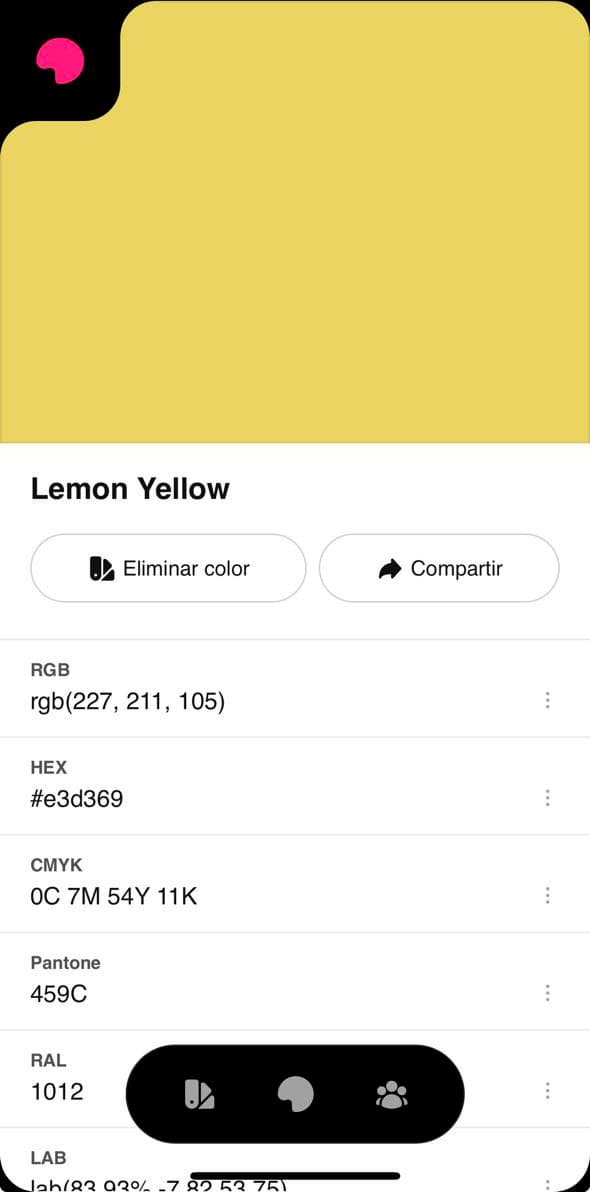 Lemon Yellow
Eliminar color
Compartir
RGB
rgb(227, 211, 105)
HEX
#e3d369
CMYK
0C 7M 54Y 11K
Pantone
459C
RAL
1012
LAB
lab(83.93% -7.82 53.75)